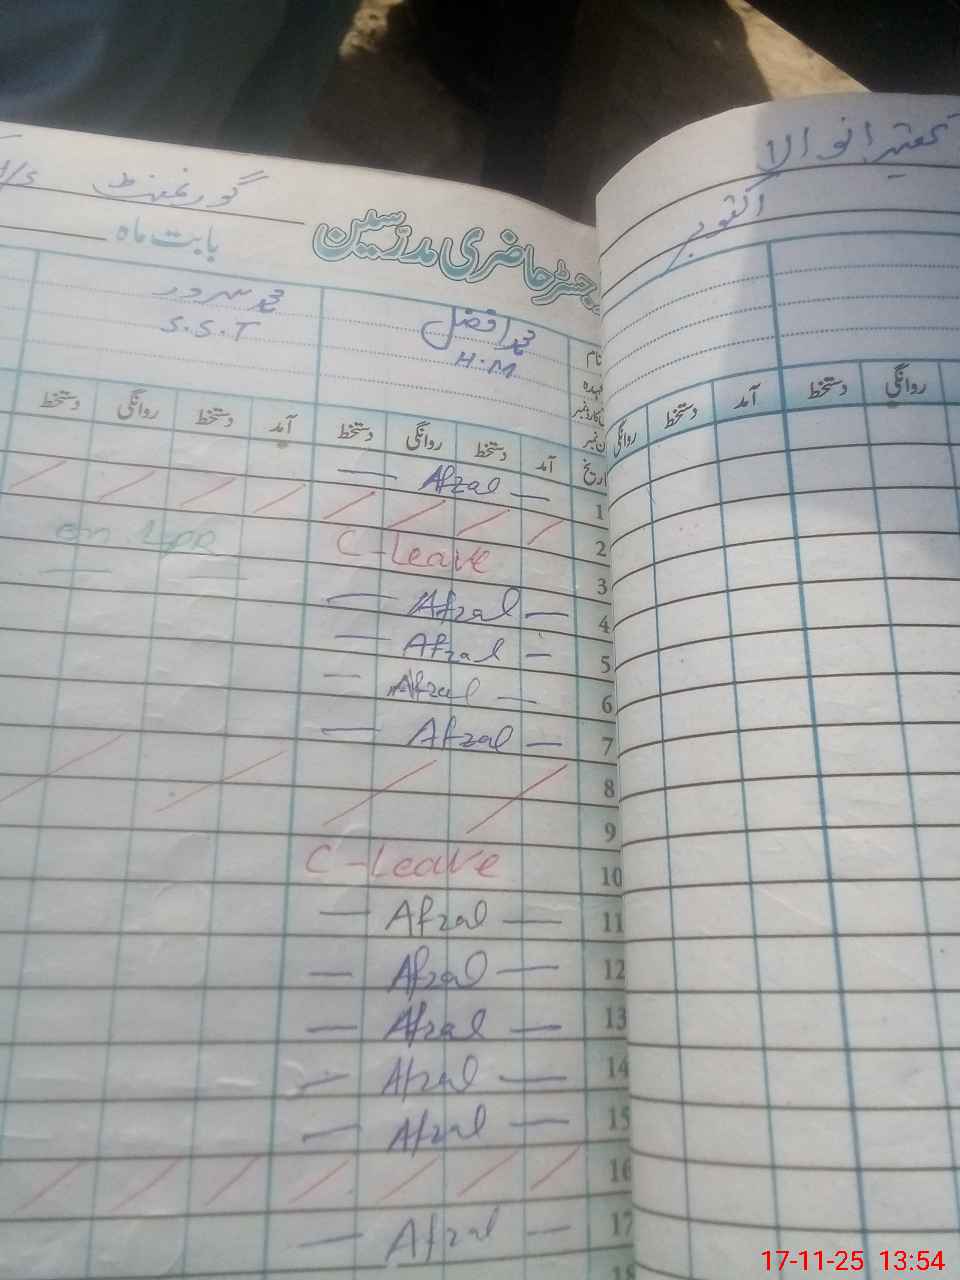 گورنمنٹ
رجسٹر حاضری مدرسین
بابت ماہ
اکتوبر
نام
محمد افضل
محمد سرور
H.M
S.S.T
عہدہ
آمد دستخط روانگی دستخط آمد دستخط روانگی دستخط
روانگی دستخط آمد دستخط روانگی
تاریخ
1 — Afzal —
2
3 C-Leave
4 — Afzal —
5 — Afzal —
6 — Afzal —
7 — Afzal —
8
9
10 C-Leave
11 — Afzal —
12 — Afzal —
13 — Afzal —
14 — Afzal —
15 — Afzal —
16
17 — Afzal —
18
17-11-25 13:54